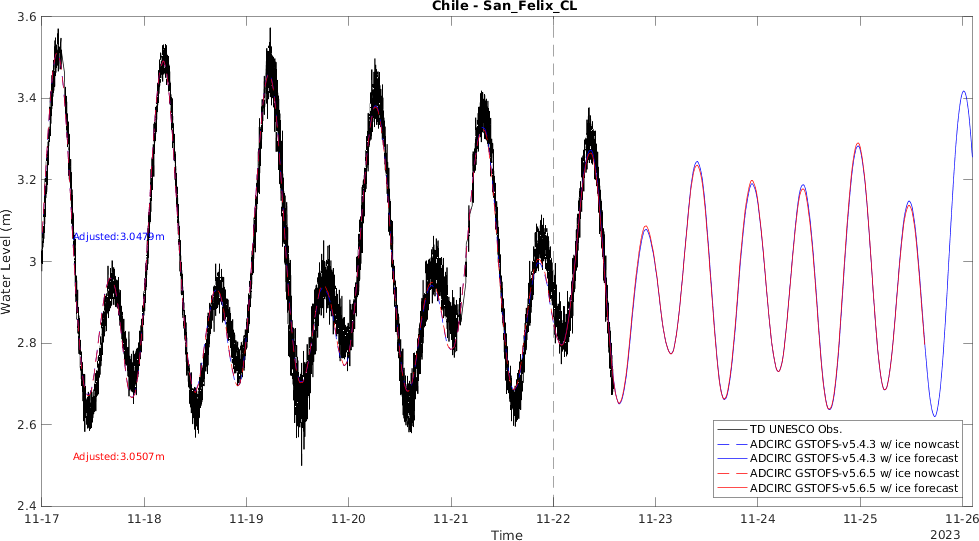 Chile - San_Felix_CL
3.6
3.4
3.2
3
2.8
2.6
2.4
Water Level (m)
Adjusted:3.0479m
Adjusted:3.0507m
TD UNESCO Obs.
ADCIRC GSTOFS-v5.4.3 w/ ice nowcast
ADCIRC GSTOFS-v5.4.3 w/ ice forecast
ADCIRC GSTOFS-v5.6.5 w/ ice nowcast
ADCIRC GSTOFS-v5.6.5 w/ ice forecast
11-17 11-18 11-19 11-20 11-21 11-22 11-23 11-24 11-25 11-26
Time
2023